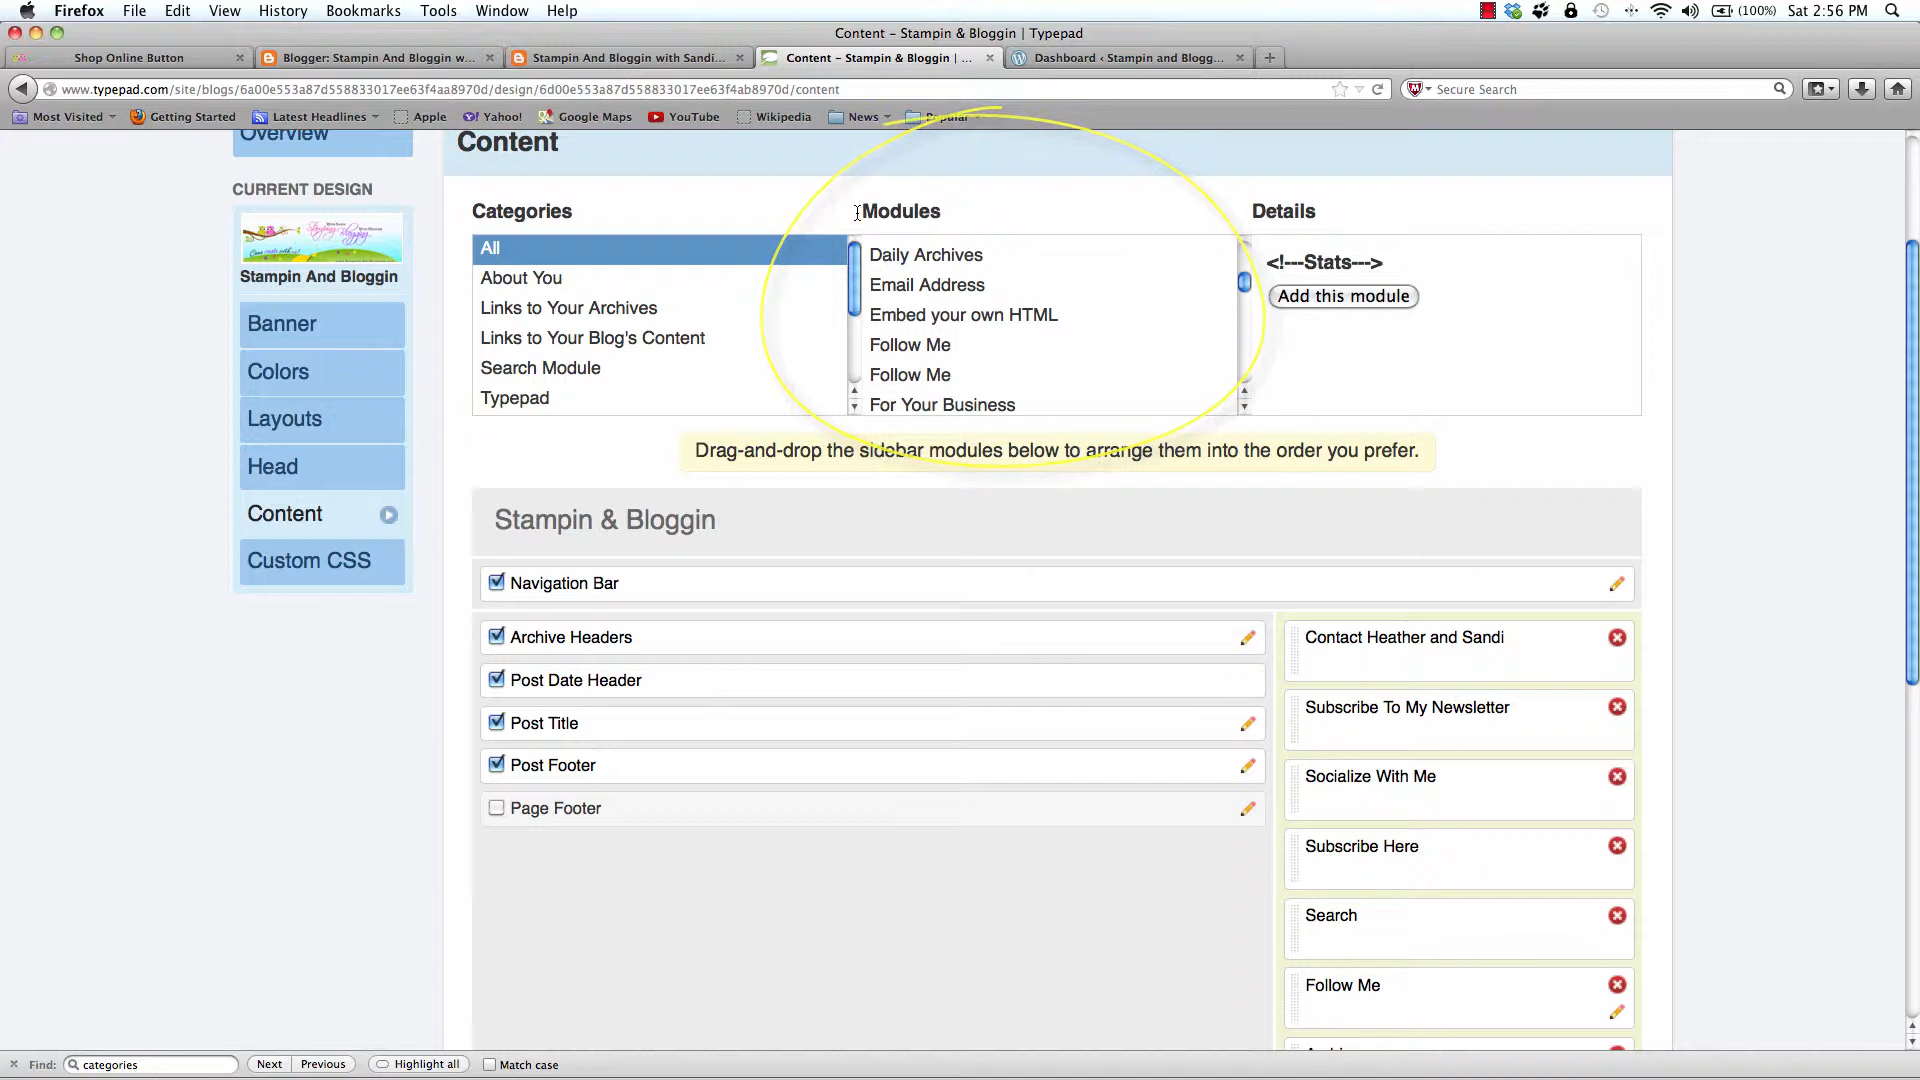 Firefox File Edit View History Bookmarks Tools Window Help (100%) Sat 2:56 PM
Content – Stampin & Bloggin | Typepad
Shop Online Button Blogger: Stampin And Bloggin w... Stampin And Bloggin with Sandi... Content – Stampin & Bloggin | ... Dashboard ‹ Stampin and Blogg...
www.typepad.com/site/blogs/6a00e553a87d558833017ee63f4aa8970d/design/6d00e553a87d558833017ee63f4ab8970d/content Secure Search
Most Visited Getting Started Latest Headlines Apple Yahoo! Google Maps YouTube Wikipedia News Popular
Overview
Content
CURRENT DESIGN
Categories Modules Details
All
About You
Links to Your Archives
Links to Your Blog's Content
Search Module
Typepad
Daily Archives
Email Address
Embed your own HTML
Follow Me
Follow Me
For Your Business
<!---Stats--->
Add this module
Stampin And Bloggin
Banner
Colors
Layouts
Head
Content
Custom CSS
Drag-and-drop the sidebar modules below to arrange them into the order you prefer.
Stampin & Bloggin
Navigation Bar
Archive Headers
Post Date Header
Post Title
Post Footer
Page Footer
Contact Heather and Sandi
Subscribe To My Newsletter
Socialize With Me
Subscribe Here
Search
Follow Me
Find: categories Next Previous Highlight all Match case